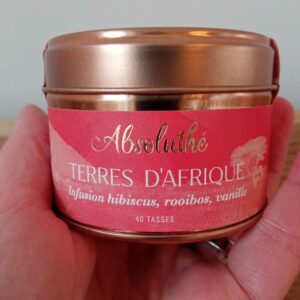 Absoluthé
TERRES D'AFRIQUE
Infusion hibiscus, rooibos, vanille
40 TASSES